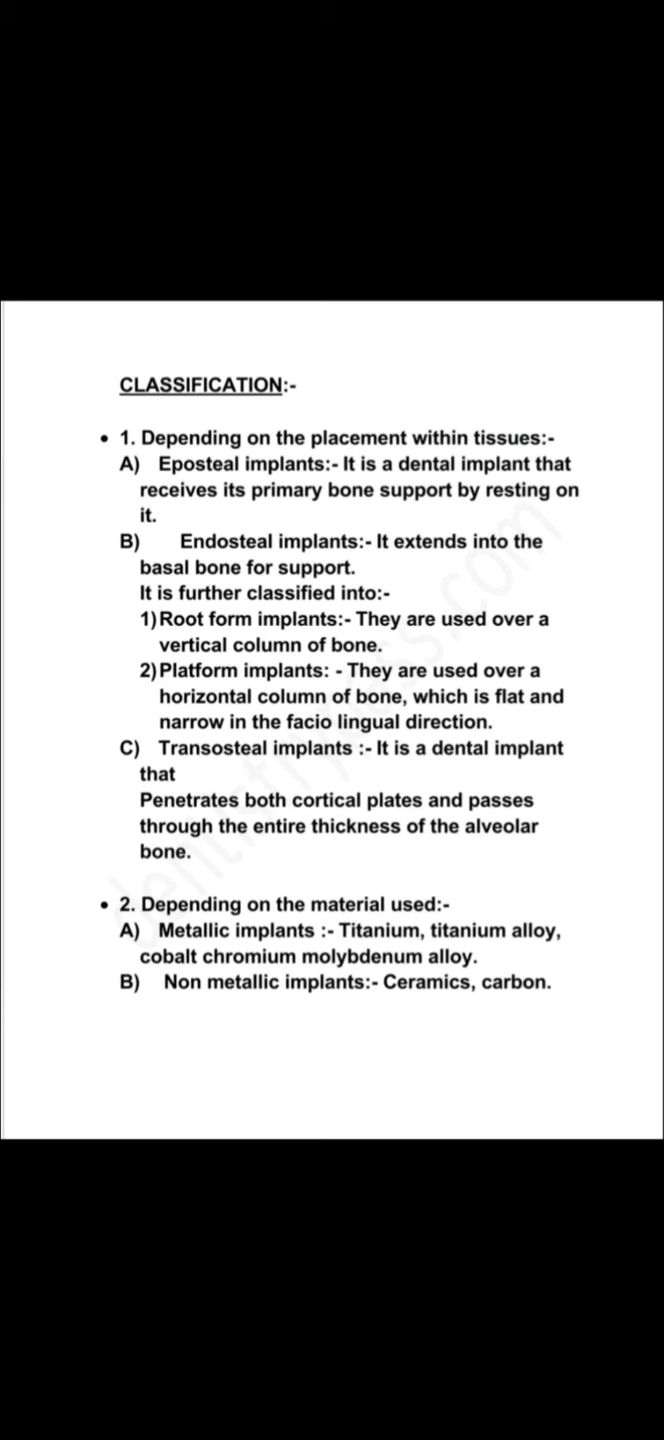 CLASSIFICATION:-
• 1. Depending on the placement within tissues:-
A) Eposteal implants:- It is a dental implant that
receives its primary bone support by resting on
it.
B) Endosteal implants:- It extends into the
basal bone for support.
It is further classified into:-
1) Root form implants:- They are used over a
vertical column of bone.
2) Platform implants: - They are used over a
horizontal column of bone, which is flat and
narrow in the facio lingual direction.
C) Transosteal implants :- It is a dental implant
that
Penetrates both cortical plates and passes
through the entire thickness of the alveolar
bone.
• 2. Depending on the material used:-
A) Metallic implants :- Titanium, titanium alloy,
cobalt chromium molybdenum alloy.
B) Non metallic implants:- Ceramics, carbon.